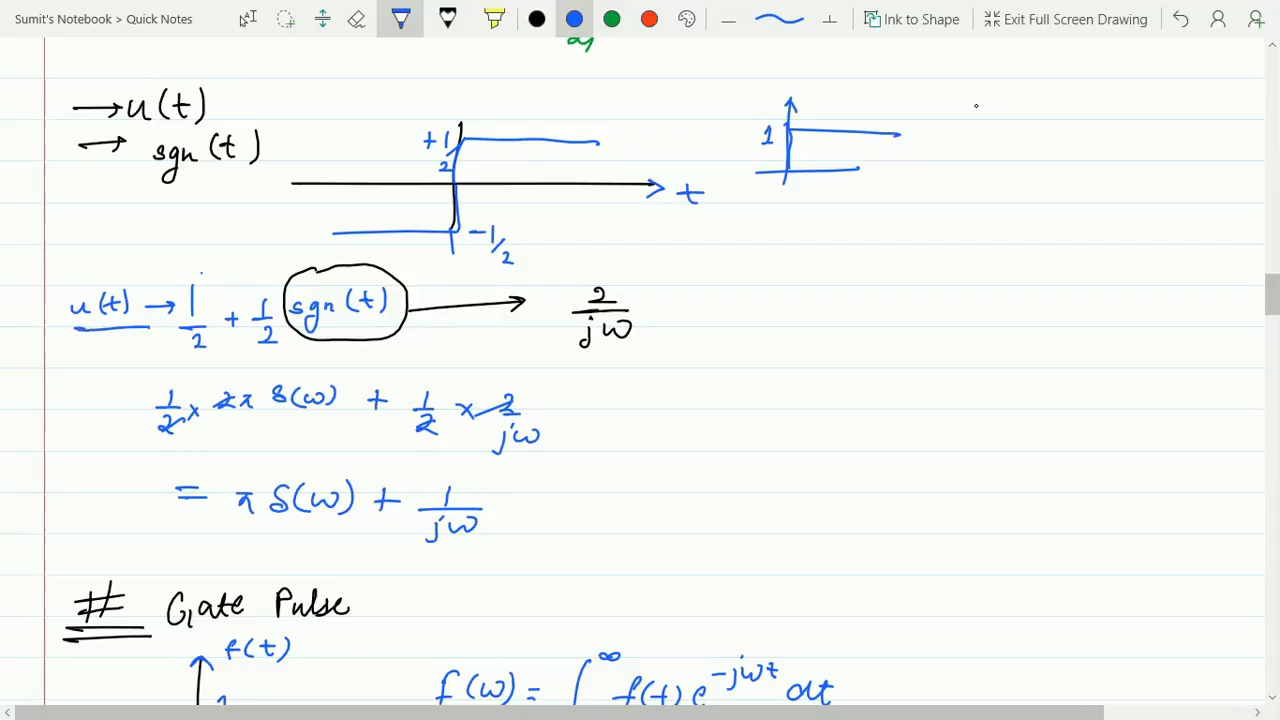 Sumit's Notebook > Quick Notes
Ink to Shape
Exit Full Screen Drawing
→ u(t)
→ sgn(t)
+1/2
-1/2
t
1
u(t) → 1/2 + 1/2 sgn(t) → 2/jω
1/2 × 2π δ(ω) + 1/2 × 2/jω
= π δ(ω) + 1/jω
# Gate Pulse
f(t)
f(ω) = ∫^∞ f(t) e^-jωt dt